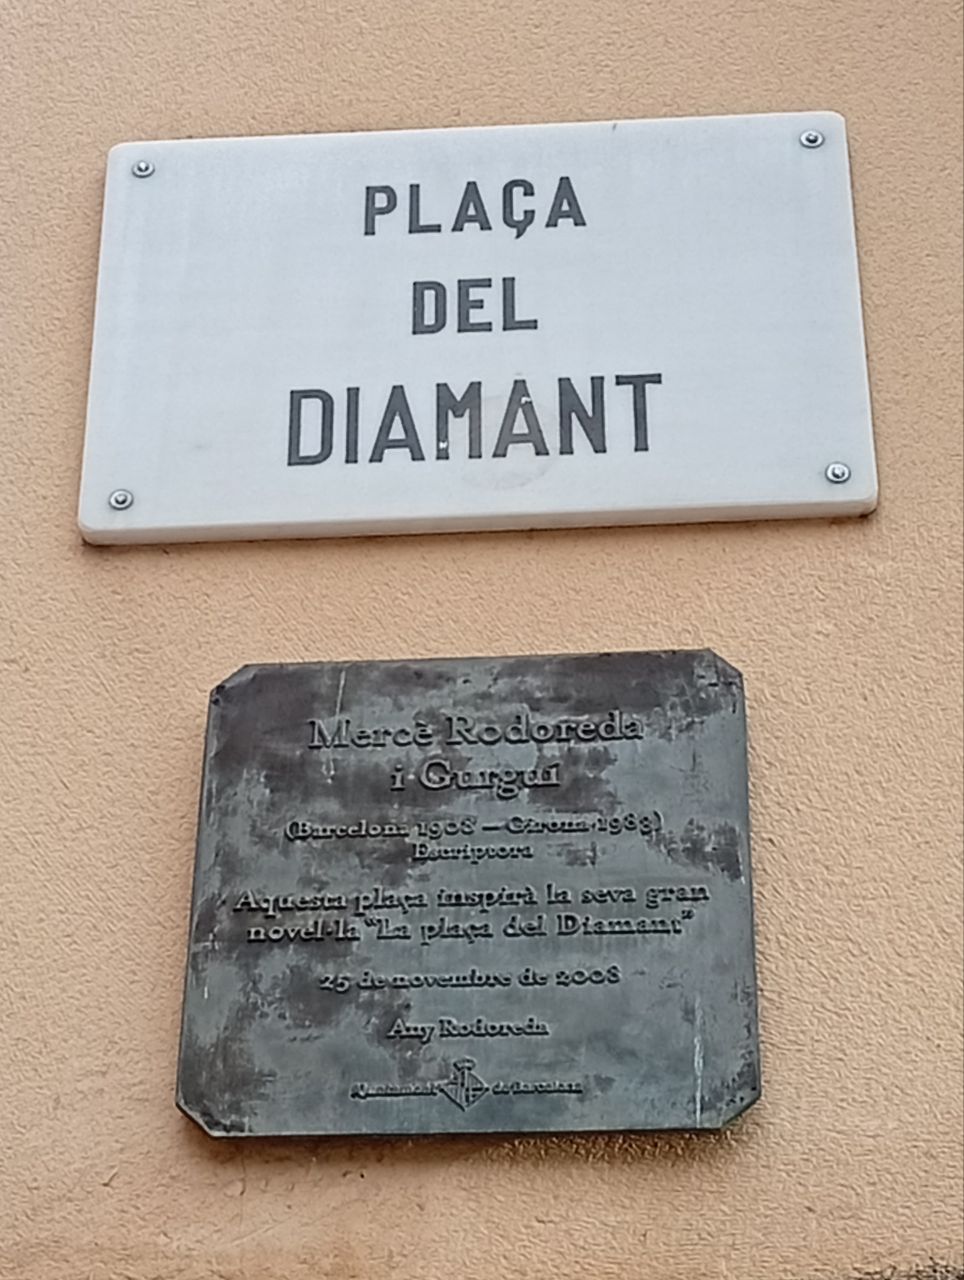 PLAÇA
DEL
DIAMANT
Mercè Rodoreda
i Gurguí
(Barcelona 1908 – Girona 1983)
Escriptora
Aquesta plaça inspirà la seva gran
novel·la “La plaça del Diamant”
25 de novembre de 2008
Any Rodoreda
Ajuntament de Barcelona